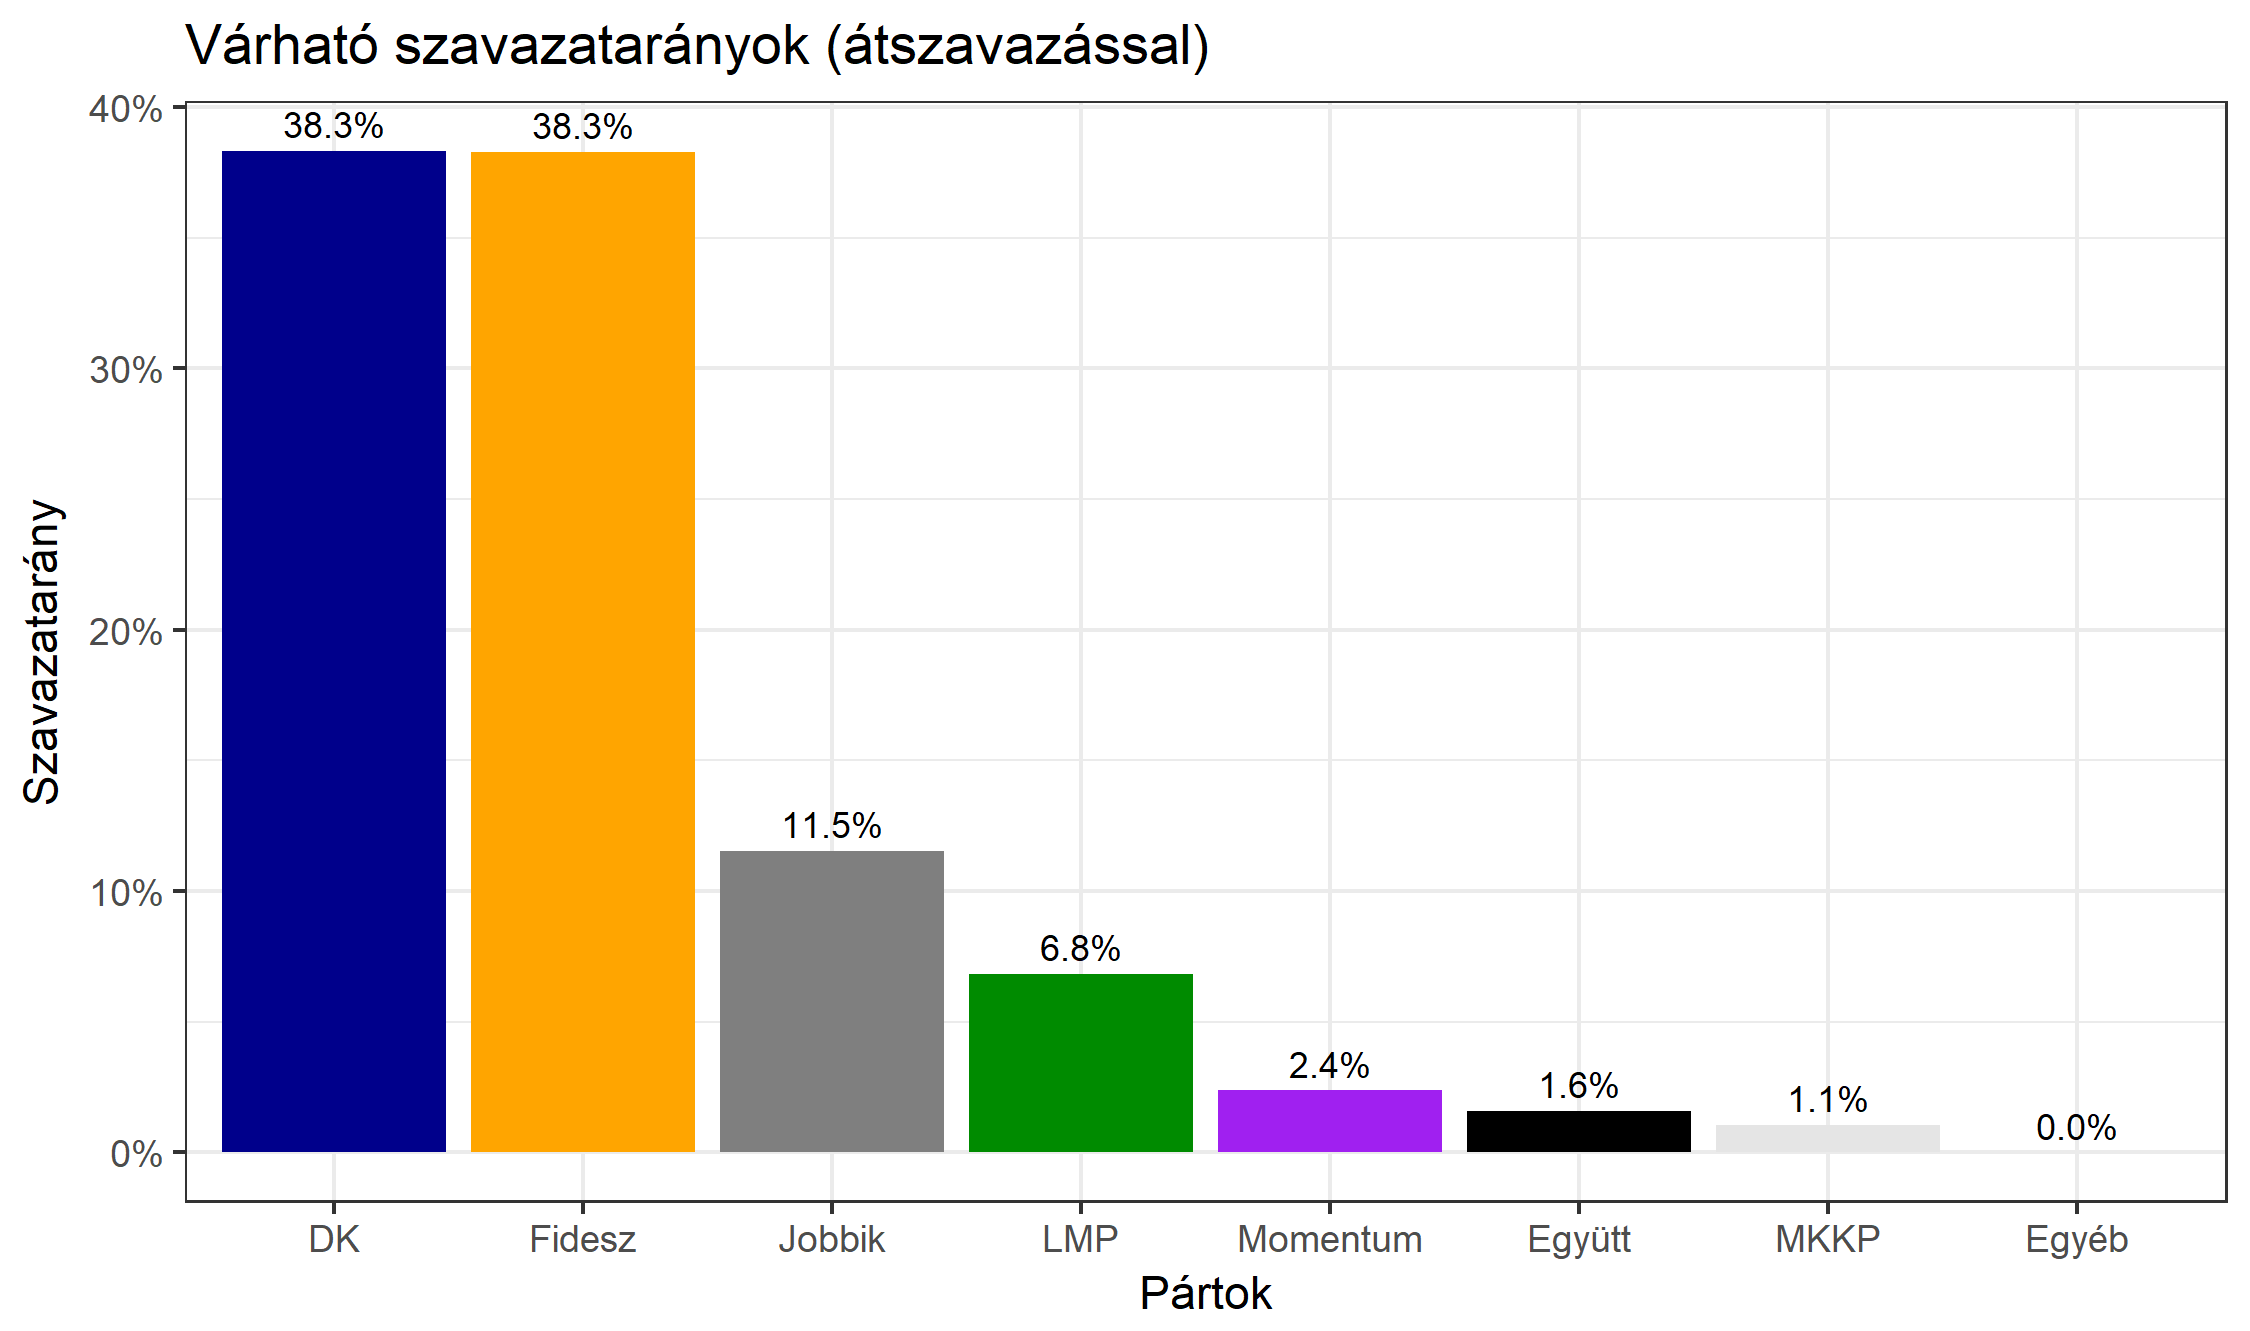 Várható szavazatarányok (átszavazással)
Szavazatarány
40%
30%
20%
10%
0%
38.3%
38.3%
11.5%
6.8%
2.4%
1.6%
1.1%
0.0%
DK
Fidesz
Jobbik
LMP
Momentum
Együtt
MKKP
Egyéb
Pártok